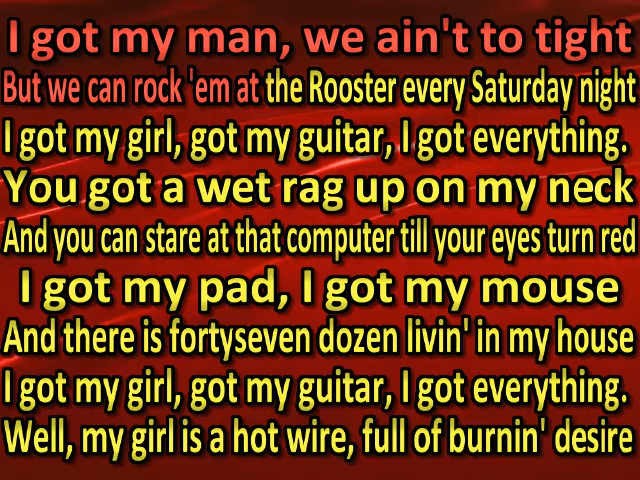 I got my man, we ain't to tight
But we can rock 'em at the Rooster every Saturday night
I got my girl, got my guitar, I got everything.
You got a wet rag up on my neck
And you can stare at that computer till your eyes turn red
I got my pad, I got my mouse
And there is fortyseven dozen livin' in my house
I got my girl, got my guitar, I got everything.
Well, my girl is a hot wire, full of burnin' desire